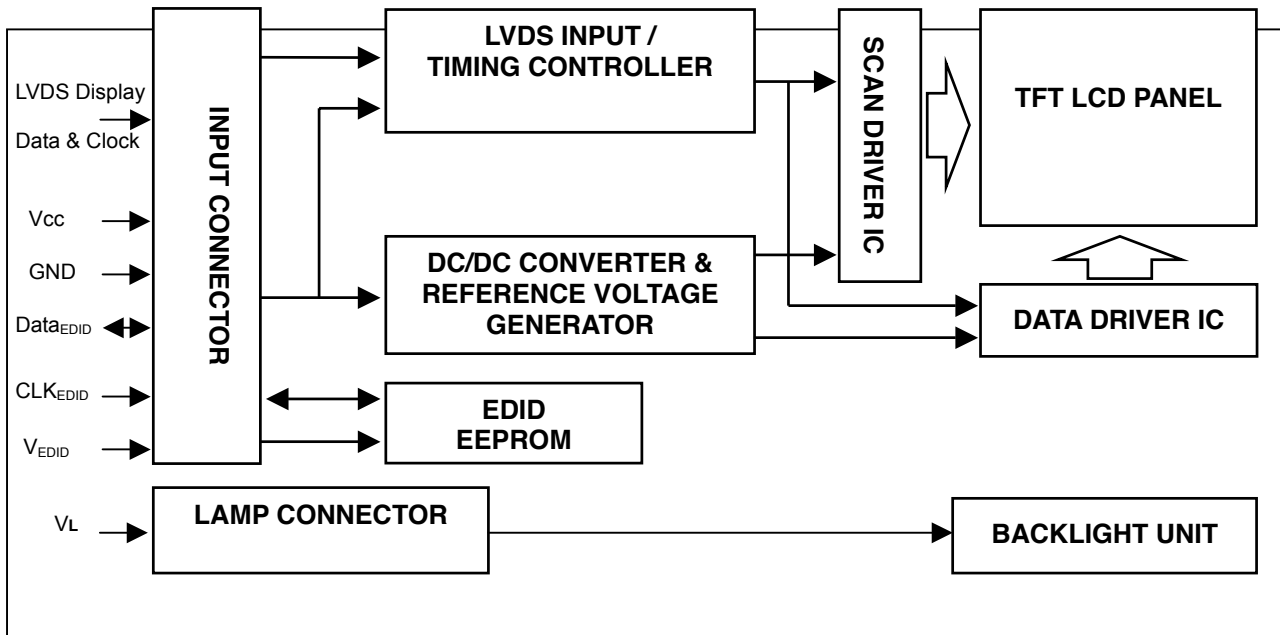 LVDS INPUT /
TIMING CONTROLLER
SCAN DRIVER IC
TFT LCD PANEL
LVDS Display
Data & Clock
INPUT CONNECTOR
Vcc
GND
DataEDID
CLKEDID
VEDID
DC/DC CONVERTER &
REFERENCE VOLTAGE
GENERATOR
DATA DRIVER IC
EDID
EEPROM
VL
LAMP CONNECTOR
BACKLIGHT UNIT